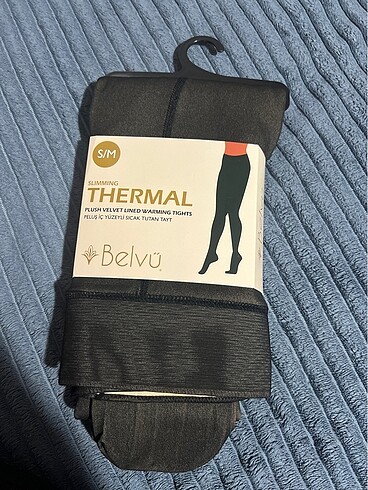 S/M
SLIMMING
THERMAL
PLUSH VELVET LINED WARMING TIGHTS
PELUŞ İÇ YÜZEYLİ SICAK TUTAN TAYT
Belvü